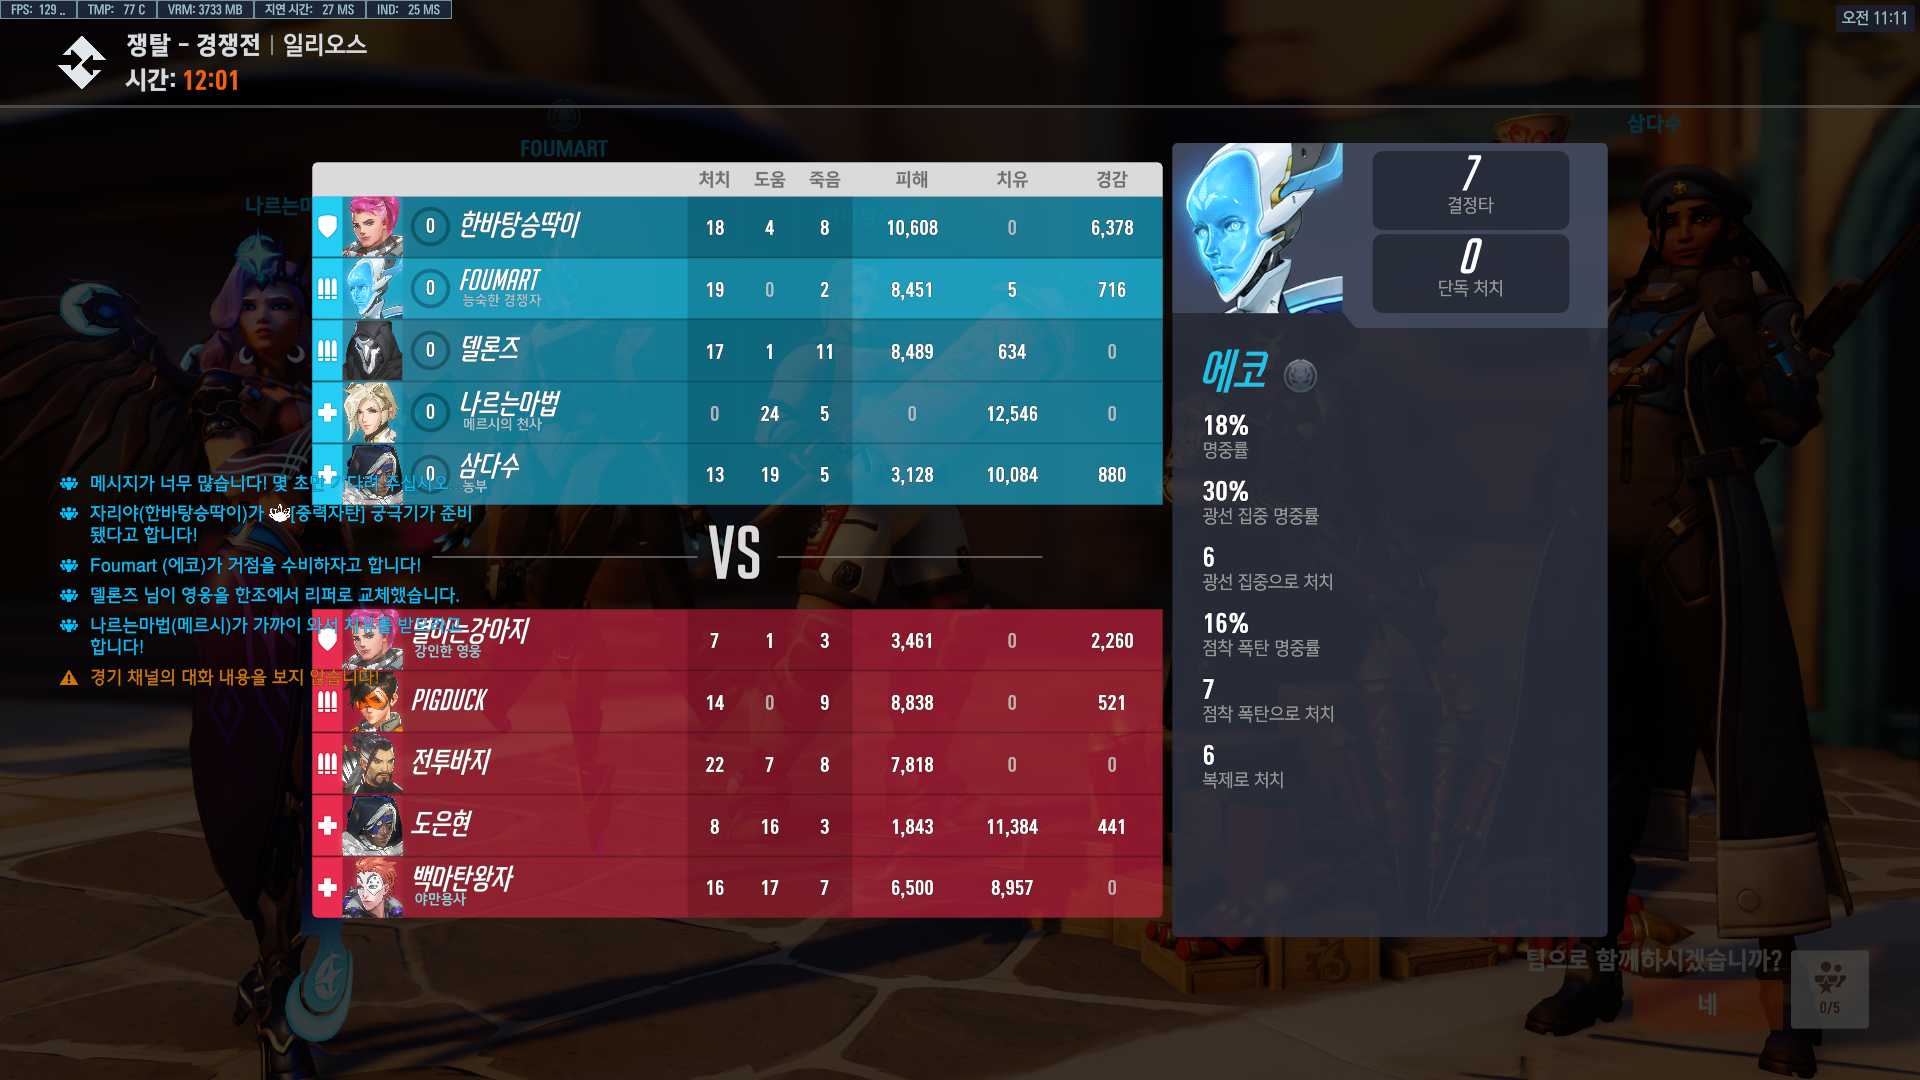 FPS: 129 .. TMP: 77 C VRM: 3733 MB 지연 시간: 27 MS IND: 25 MS
오전 11:11
쟁탈 - 경쟁전 | 일리오스
시간: 12:01
삼다수
FOUMART
나르는마
처치 도움 죽음 피해 치유 경감
0 한바탕승딱이 18 4 8 10,608 0 6,378
0 FOUMART 19 0 2 8,451 5 716
능숙한 경쟁자
0 델론즈 17 1 11 8,489 634 0
0 나르는마법 0 24 5 0 12,546 0
메르시의 천사
0 삼다수 13 19 5 3,128 10,084 880
농부
메시지가 너무 많습니다! 몇 초만 기다려 주십시오...
자리야(한바탕승딱이)가 [중력자탄] 궁극기가 준비
됐다고 합니다!
Foumart (에코)가 거점을 수비하자고 합니다!
델론즈 님이 영웅을 한조에서 리퍼로 교체했습니다.
나르는마법(메르시)가 가까이 와서 치유를 받으라고
합니다!
경기 채널의 대화 내용을 보지 않습니다!
VS
강아지 7 1 3 3,461 0 2,260
강인한 영웅
PIGDUCK 14 0 9 8,838 0 521
전투바지 22 7 8 7,818 0 0
도은현 8 16 3 1,843 11,384 441
백마탄왕자 16 17 7 6,500 8,957 0
야만용사
7
결정타
0
단독 처치
에코
18%
명중률
30%
광선 집중 명중률
6
광선 집중으로 처치
16%
점착 폭탄 명중률
7
점착 폭탄으로 처치
6
복제로 처치
팀으로 함께하시겠습니까?
네
0/5